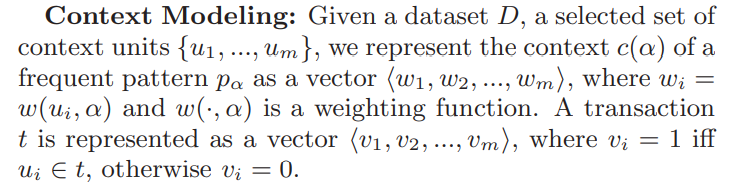 Context Modeling: Given a dataset D, a selected set of
context units {u₁, ..., uₘ}, we represent the context c(α) of a
frequent pattern p_α as a vector ⟨w₁, w₂, ..., wₘ⟩, where wᵢ =
w(uᵢ, α) and w(·, α) is a weighting function. A transaction
t is represented as a vector ⟨v₁, v₂, ..., vₘ⟩, where vᵢ = 1 iff
uᵢ ∈ t, otherwise vᵢ = 0.